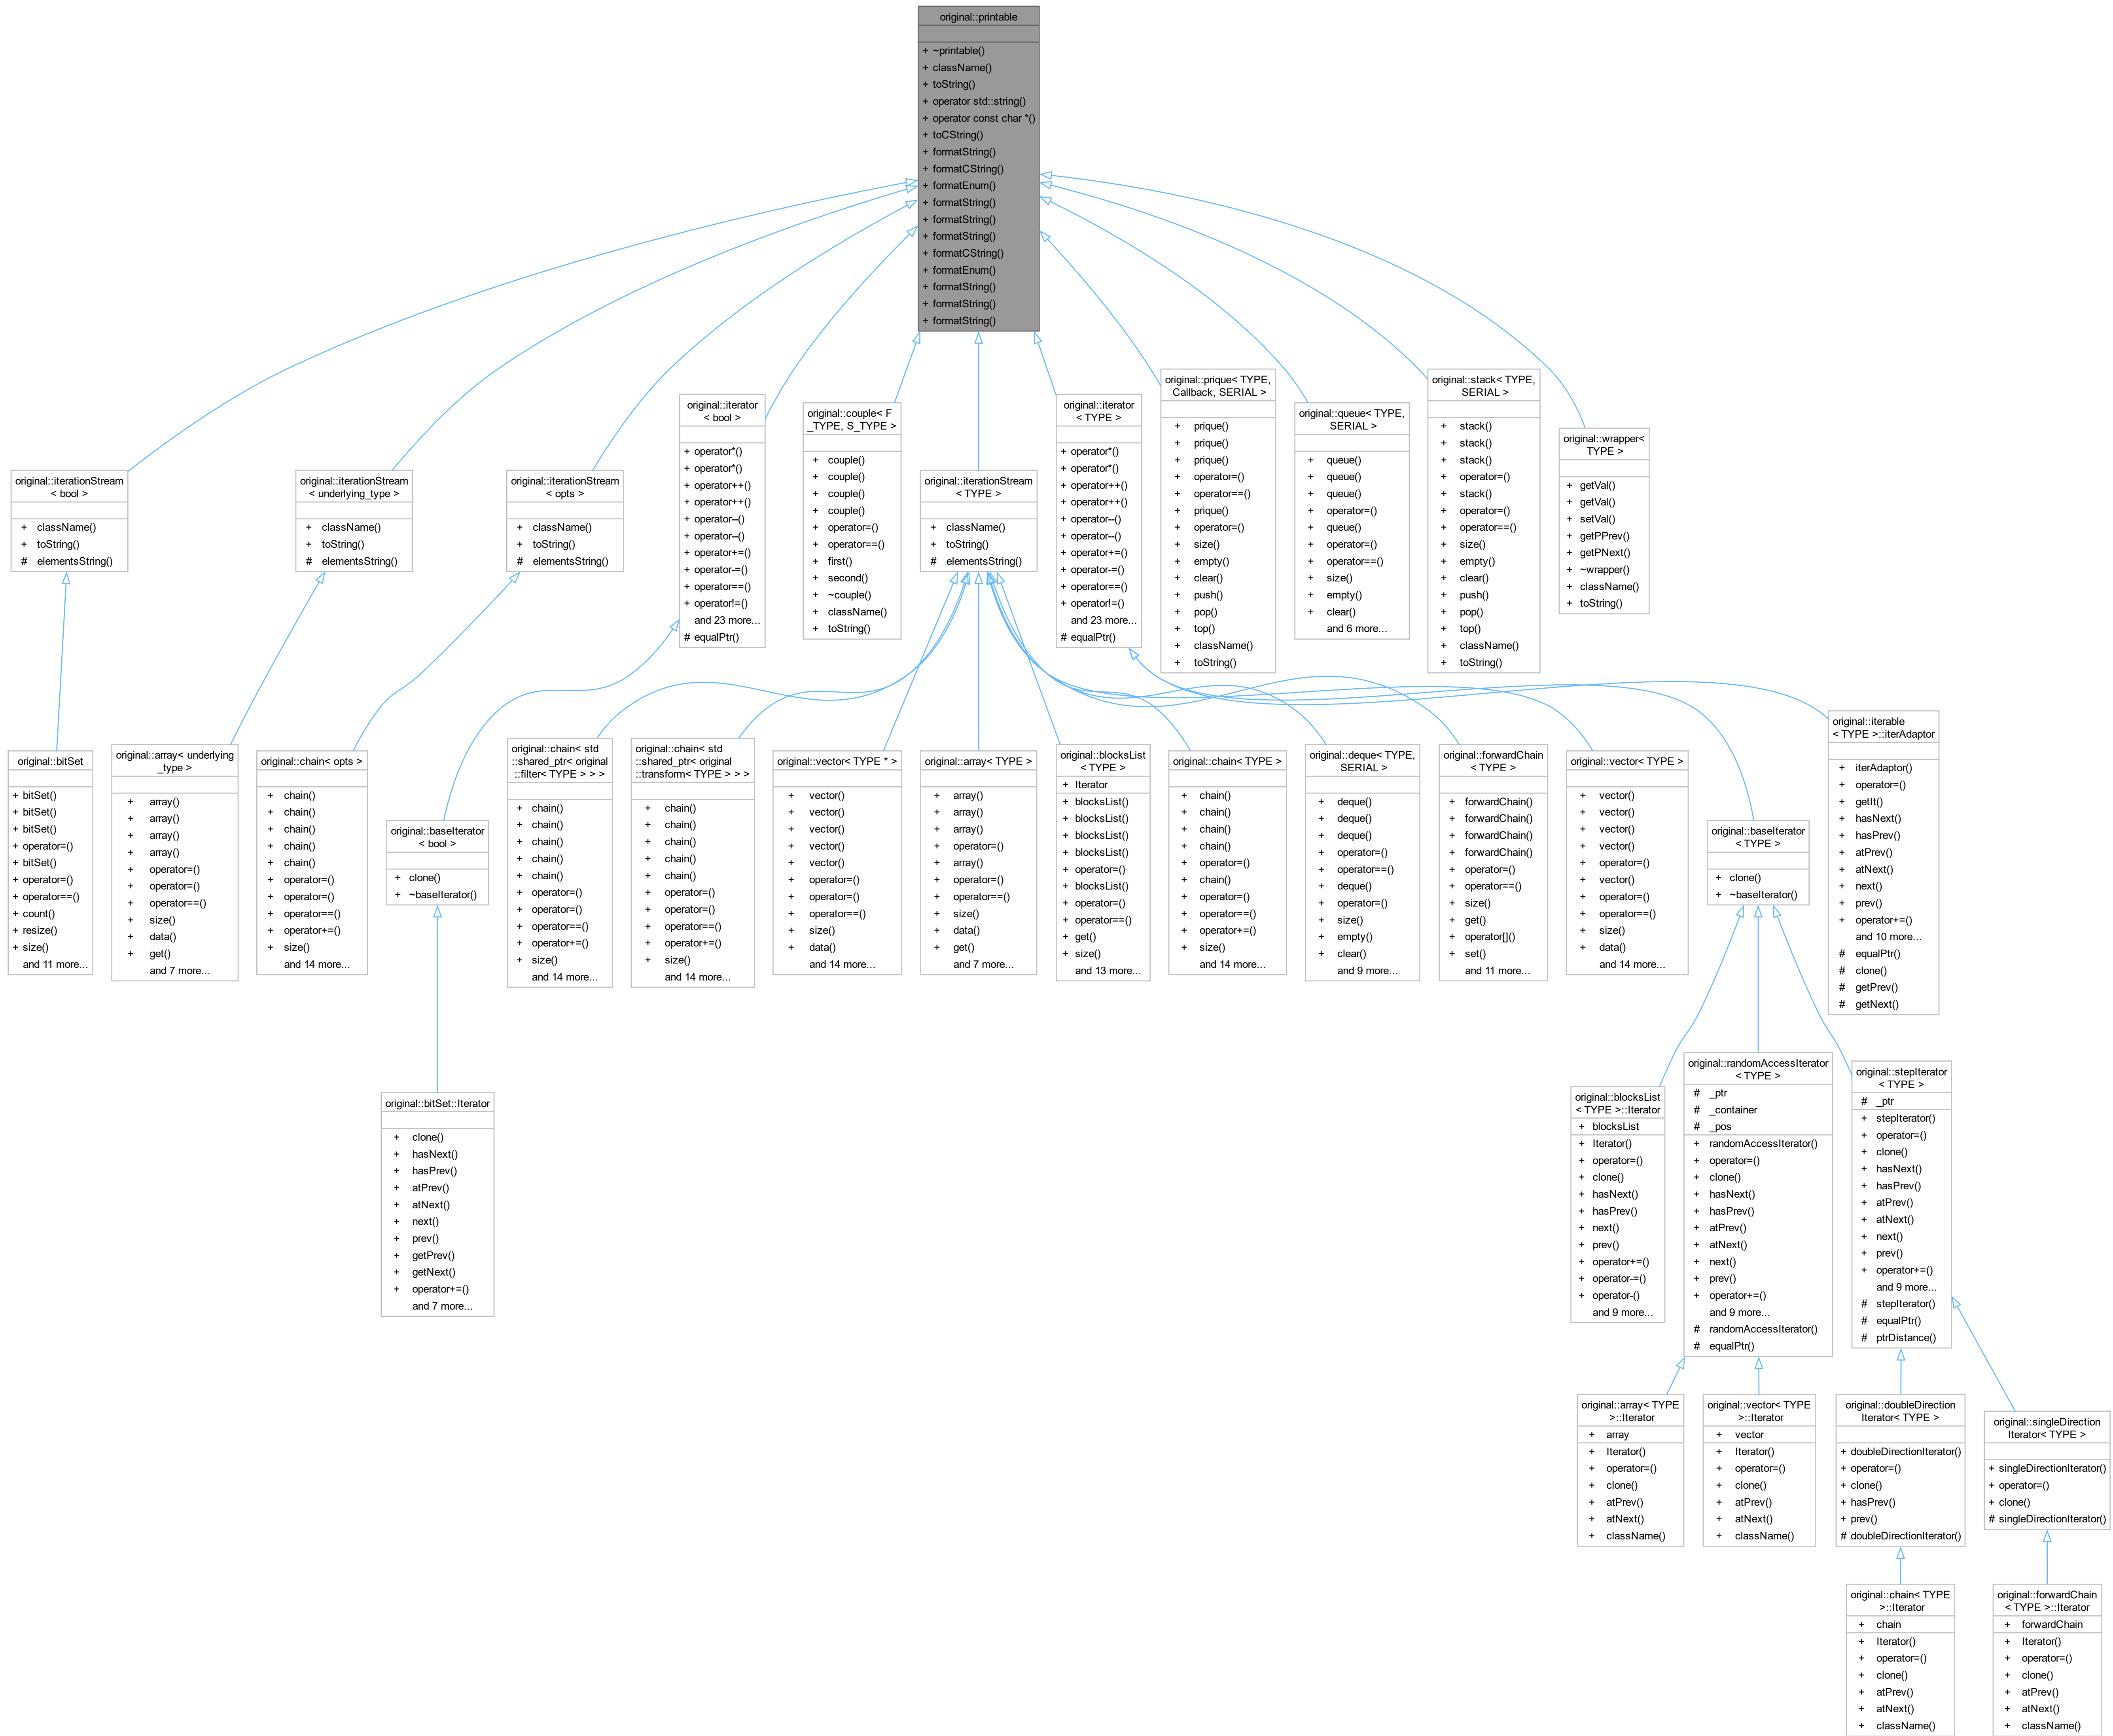 original::printable
+ ~printable()
+ className()
+ toString()
+ operator std::string()
+ operator const char *()
+ toCString()
+ formatString()
+ formatCString()
+ formatEnum()
+ formatString()
+ formatString()
+ formatString()
+ formatCString()
+ formatEnum()
+ formatString()
+ formatString()
+ formatString()
original::iterationStream
< bool >
+ className()
+ toString()
# elementsString()
original::iterationStream
< underlying_type >
+ className()
+ toString()
# elementsString()
original::iterationStream
< opts >
+ className()
+ toString()
# elementsString()
original::iterator
< bool >
+ operator*()
+ operator*()
+ operator++()
+ operator++()
+ operator--()
+ operator--()
+ operator+=()
+ operator-=()
+ operator==()
+ operator!=()
and 23 more...
# equalPtr()
original::couple< F
_TYPE, S_TYPE >
+ couple()
+ couple()
+ couple()
+ couple()
+ operator=()
+ operator==()
+ first()
+ second()
+ ~couple()
+ className()
+ toString()
original::iterationStream
< TYPE >
+ className()
+ toString()
# elementsString()
original::iterator
< TYPE >
+ operator*()
+ operator*()
+ operator++()
+ operator++()
+ operator--()
+ operator--()
+ operator+=()
+ operator-=()
+ operator==()
+ operator!=()
and 23 more...
# equalPtr()
original::prique< TYPE,
Callback, SERIAL >
+ prique()
+ prique()
+ prique()
+ operator=()
+ operator==()
+ prique()
+ operator=()
+ size()
+ empty()
+ clear()
+ push()
+ pop()
+ top()
+ className()
+ toString()
original::queue< TYPE,
SERIAL >
+ queue()
+ queue()
+ queue()
+ operator=()
+ queue()
+ operator=()
+ operator==()
+ size()
+ empty()
+ clear()
and 6 more...
original::stack< TYPE,
SERIAL >
+ stack()
+ stack()
+ stack()
+ operator=()
+ stack()
+ operator=()
+ operator==()
+ size()
+ empty()
+ clear()
+ push()
+ pop()
+ top()
+ className()
+ toString()
original::wrapper<
TYPE >
+ getVal()
+ getVal()
+ setVal()
+ getPPrev()
+ getPNext()
+ ~wrapper()
+ className()
+ toString()
original::bitSet
+ bitSet()
+ bitSet()
+ bitSet()
+ operator=()
+ bitSet()
+ operator=()
+ operator==()
+ count()
+ resize()
+ size()
and 11 more...
original::array< underlying
_type >
+ array()
+ array()
+ array()
+ array()
+ operator=()
+ operator=()
+ operator==()
+ size()
+ data()
+ get()
and 7 more...
original::chain< opts >
+ chain()
+ chain()
+ chain()
+ chain()
+ chain()
+ operator=()
+ operator=()
+ operator==()
+ operator+=()
+ size()
and 14 more...
original::baseIterator
< bool >
+ clone()
+ ~baseIterator()
original::chain< std
::shared_ptr< original
::filter< TYPE > > >
+ chain()
+ chain()
+ chain()
+ chain()
+ chain()
+ operator=()
+ operator=()
+ operator==()
+ operator+=()
+ size()
and 14 more...
original::chain< std
::shared_ptr< original
::transform< TYPE > > >
+ chain()
+ chain()
+ chain()
+ chain()
+ chain()
+ operator=()
+ operator=()
+ operator==()
+ operator+=()
+ size()
and 14 more...
original::vector< TYPE * >
+ vector()
+ vector()
+ vector()
+ vector()
+ vector()
+ operator=()
+ operator=()
+ operator==()
+ size()
+ data()
and 14 more...
original::array< TYPE >
+ array()
+ array()
+ array()
+ operator=()
+ array()
+ operator=()
+ operator==()
+ size()
+ data()
+ get()
and 7 more...
original::blocksList
< TYPE >
+ Iterator
+ blocksList()
+ blocksList()
+ blocksList()
+ blocksList()
+ operator=()
+ blocksList()
+ operator=()
+ operator==()
+ get()
+ size()
and 13 more...
original::chain< TYPE >
+ chain()
+ chain()
+ chain()
+ chain()
+ operator=()
+ chain()
+ operator=()
+ operator==()
+ operator+=()
+ size()
and 14 more...
original::deque< TYPE,
SERIAL >
+ deque()
+ deque()
+ deque()
+ operator=()
+ operator==()
+ deque()
+ operator=()
+ size()
+ empty()
+ clear()
and 9 more...
original::forwardChain
< TYPE >
+ forwardChain()
+ forwardChain()
+ forwardChain()
+ forwardChain()
+ operator=()
+ operator==()
+ size()
+ get()
+ operator[]()
+ set()
and 11 more...
original::vector< TYPE >
+ vector()
+ vector()
+ vector()
+ vector()
+ operator=()
+ vector()
+ operator=()
+ operator==()
+ size()
+ data()
and 14 more...
original::baseIterator
< TYPE >
+ clone()
+ ~baseIterator()
original::iterable
< TYPE >::iterAdaptor
+ iterAdaptor()
+ operator=()
+ getIt()
+ hasNext()
+ hasPrev()
+ atPrev()
+ atNext()
+ next()
+ prev()
+ operator+=()
and 10 more...
# equalPtr()
# clone()
# getPrev()
# getNext()
original::bitSet::Iterator
+ clone()
+ hasNext()
+ hasPrev()
+ atPrev()
+ atNext()
+ next()
+ prev()
+ getPrev()
+ getNext()
+ operator+=()
and 7 more...
original::blocksList
< TYPE >::Iterator
+ blocksList
+ Iterator()
+ operator=()
+ clone()
+ hasNext()
+ hasPrev()
+ next()
+ prev()
+ operator+=()
+ operator-=()
+ operator-()
and 9 more...
original::randomAccessIterator
< TYPE >
# _ptr
# _container
# _pos
+ randomAccessIterator()
+ operator=()
+ clone()
+ hasNext()
+ hasPrev()
+ atPrev()
+ atNext()
+ next()
+ prev()
+ operator+=()
and 9 more...
# randomAccessIterator()
# equalPtr()
original::stepIterator
< TYPE >
# _ptr
+ stepIterator()
+ operator=()
+ clone()
+ hasNext()
+ hasPrev()
+ atPrev()
+ atNext()
+ next()
+ prev()
+ operator+=()
and 9 more...
# stepIterator()
# equalPtr()
# ptrDistance()
original::array< TYPE
>::Iterator
+ array
+ Iterator()
+ operator=()
+ clone()
+ atPrev()
+ atNext()
+ className()
original::vector< TYPE
>::Iterator
+ vector
+ Iterator()
+ operator=()
+ clone()
+ atPrev()
+ atNext()
+ className()
original::doubleDirection
Iterator< TYPE >
+ doubleDirectionIterator()
+ operator=()
+ clone()
+ hasPrev()
+ prev()
# doubleDirectionIterator()
original::singleDirection
Iterator< TYPE >
+ singleDirectionIterator()
+ operator=()
+ clone()
# singleDirectionIterator()
original::chain< TYPE
>::Iterator
+ chain
+ Iterator()
+ operator=()
+ clone()
+ atPrev()
+ atNext()
+ className()
original::forwardChain
< TYPE >::Iterator
+ forwardChain
+ Iterator()
+ operator=()
+ clone()
+ atPrev()
+ atNext()
+ className()